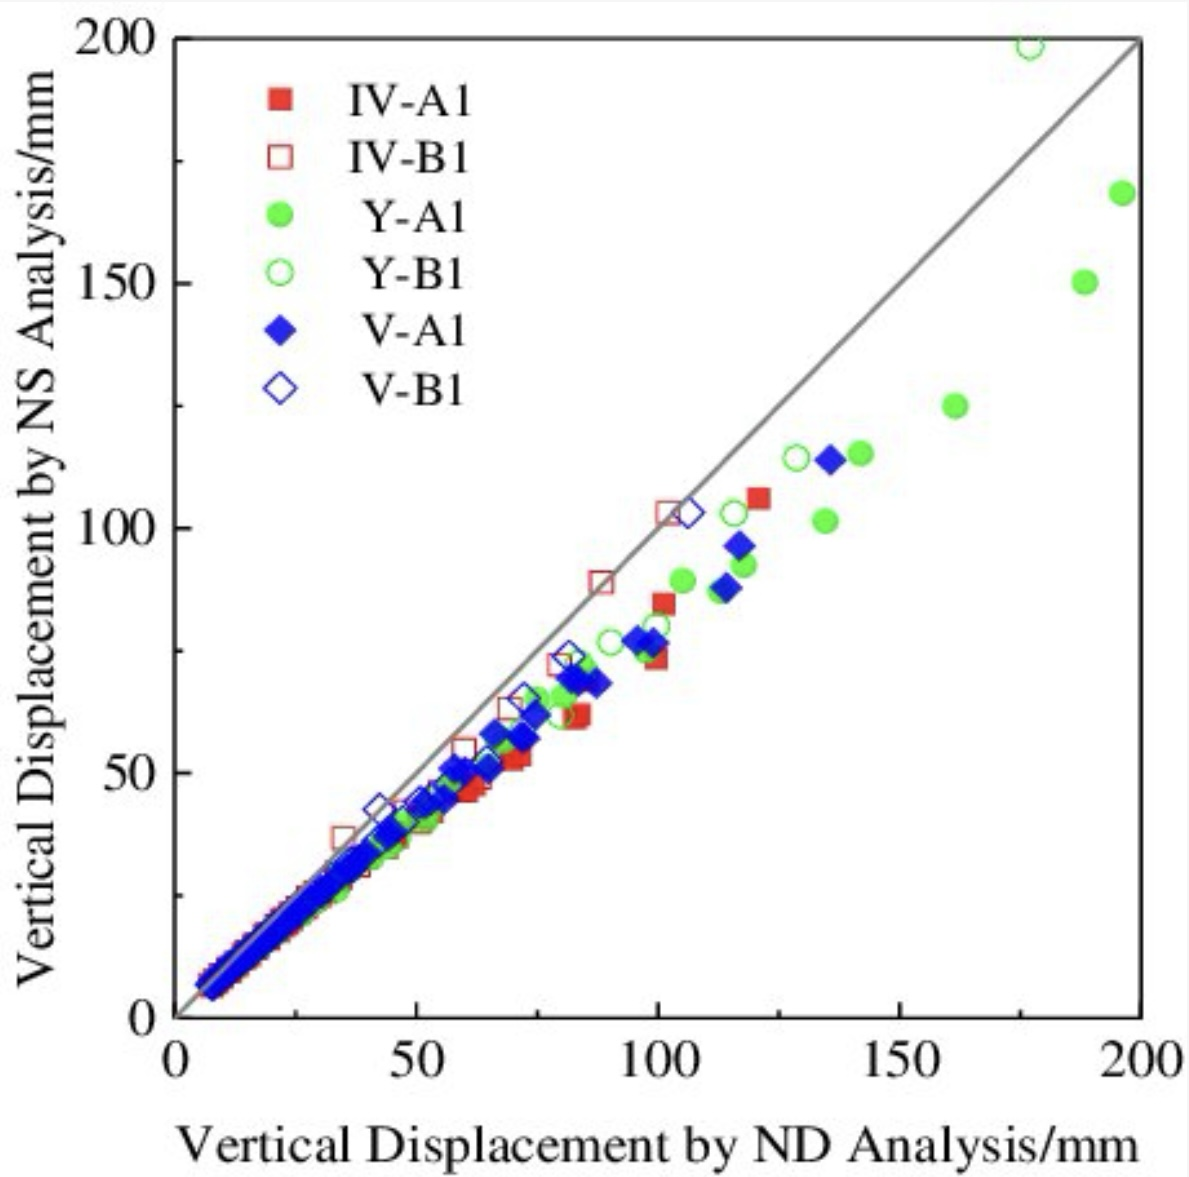 Vertical Displacement by NS Analysis/mm
200
150
100
50
0
IV-A1
IV-B1
Y-A1
Y-B1
V-A1
V-B1
0 50 100 150 200
Vertical Displacement by ND Analysis/mm